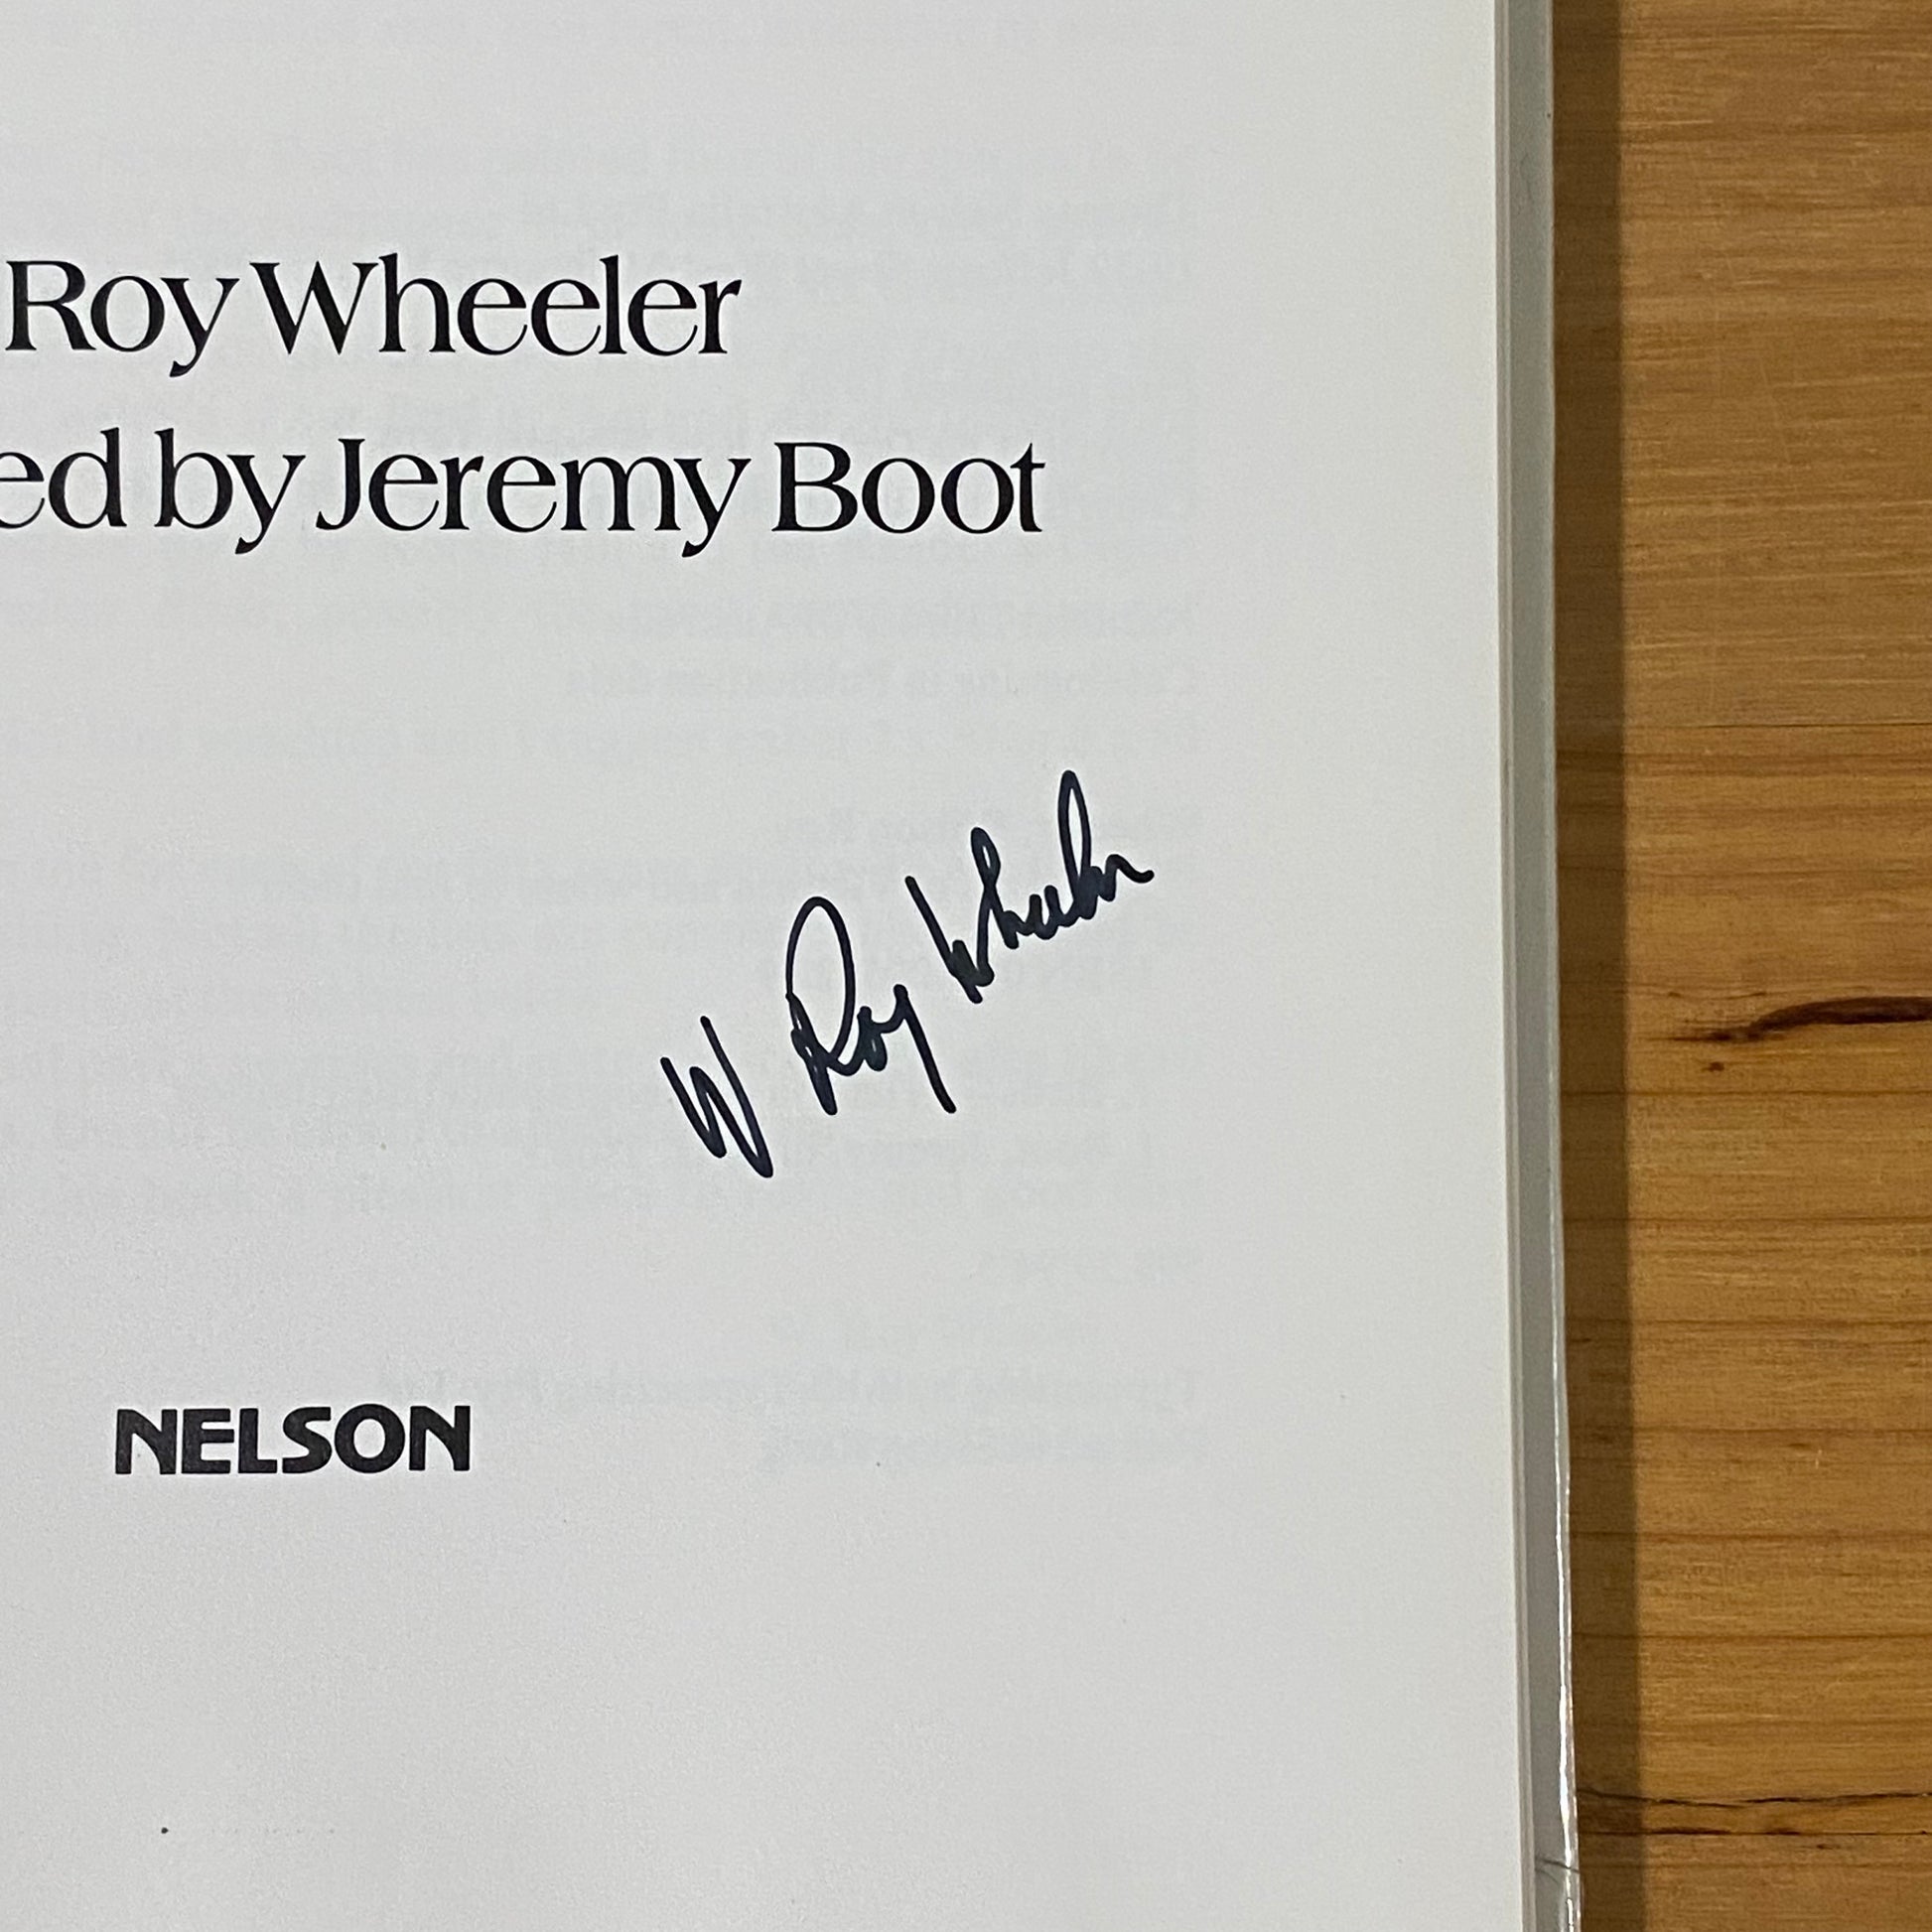 Roy Wheeler
ed by Jeremy Boot
W Roy Wheeler
NELSON